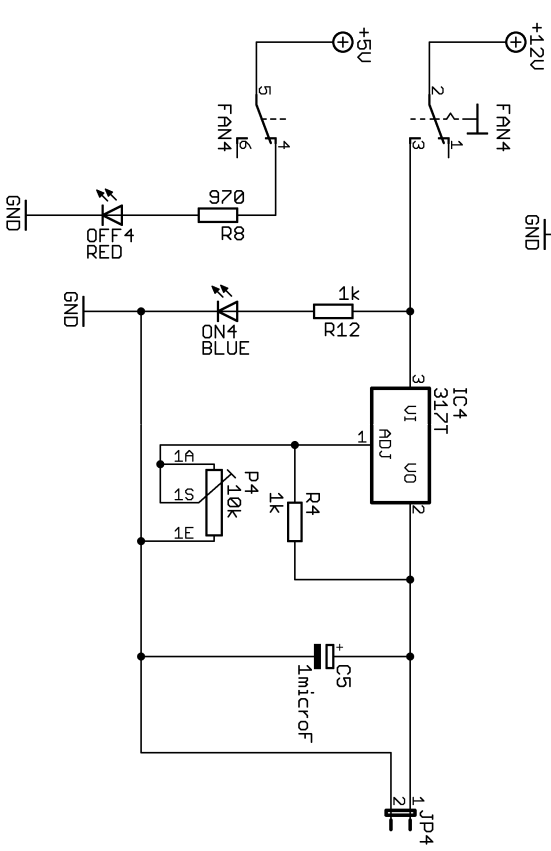 +12V
+5V
2
FAN4
1
3
5
FAN4
4
6
GND
970
R8
OFF4
RED
GND
1k
R12
ON4
BLUE
GND
3
IC4
317T
VI
ADJ
VO
1
2
1A
1S
1E
P4
10k
R4
1k
+
C5
1microF
1
2
JP4